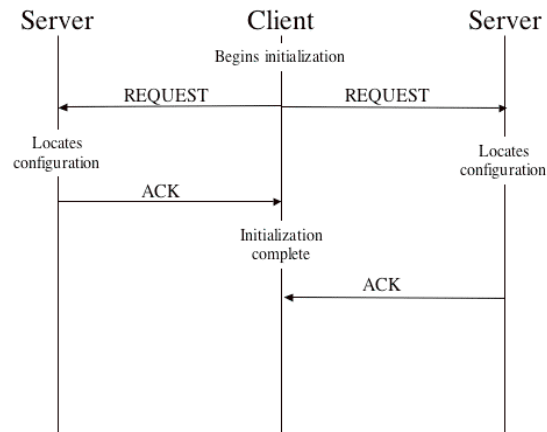 Server Client Server
Begins initialization
REQUEST REQUEST
Locates
configuration
Locates
configuration
ACK
Initialization
complete
ACK